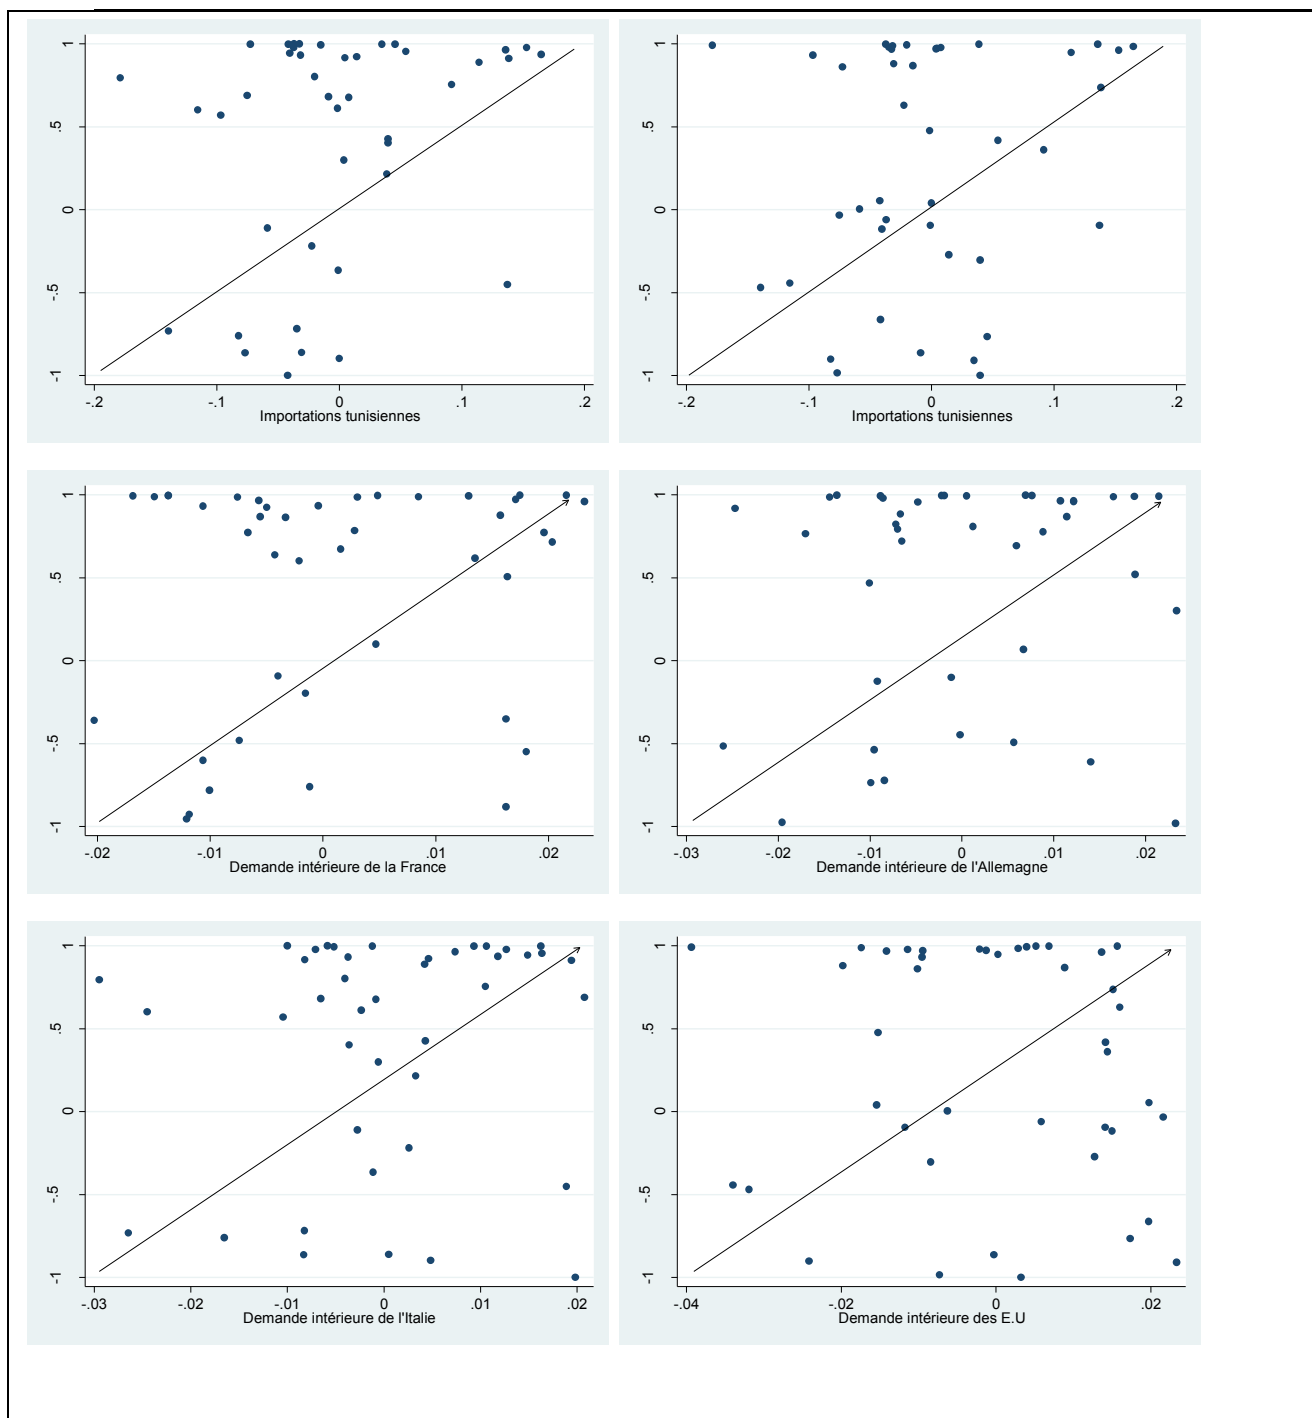 1
.5
0
-.5
-1
-.2 -.1 0 .1 .2
Importations tunisiennes
1
.5
0
-.5
-1
-.2 -.1 0 .1 .2
Importations tunisiennes
1
.5
0
-.5
-1
-.02 -.01 0 .01 .02
Demande intérieure de la France
1
.5
0
-.5
-1
-.03 -.02 -.01 0 .01 .02
Demande intérieure de l'Allemagne
1
.5
0
-.5
-1
-.03 -.02 -.01 0 .01 .02
Demande intérieure de l'Italie
1
.5
0
-.5
-1
-.04 -.02 0 .02
Demande intérieure des E.U